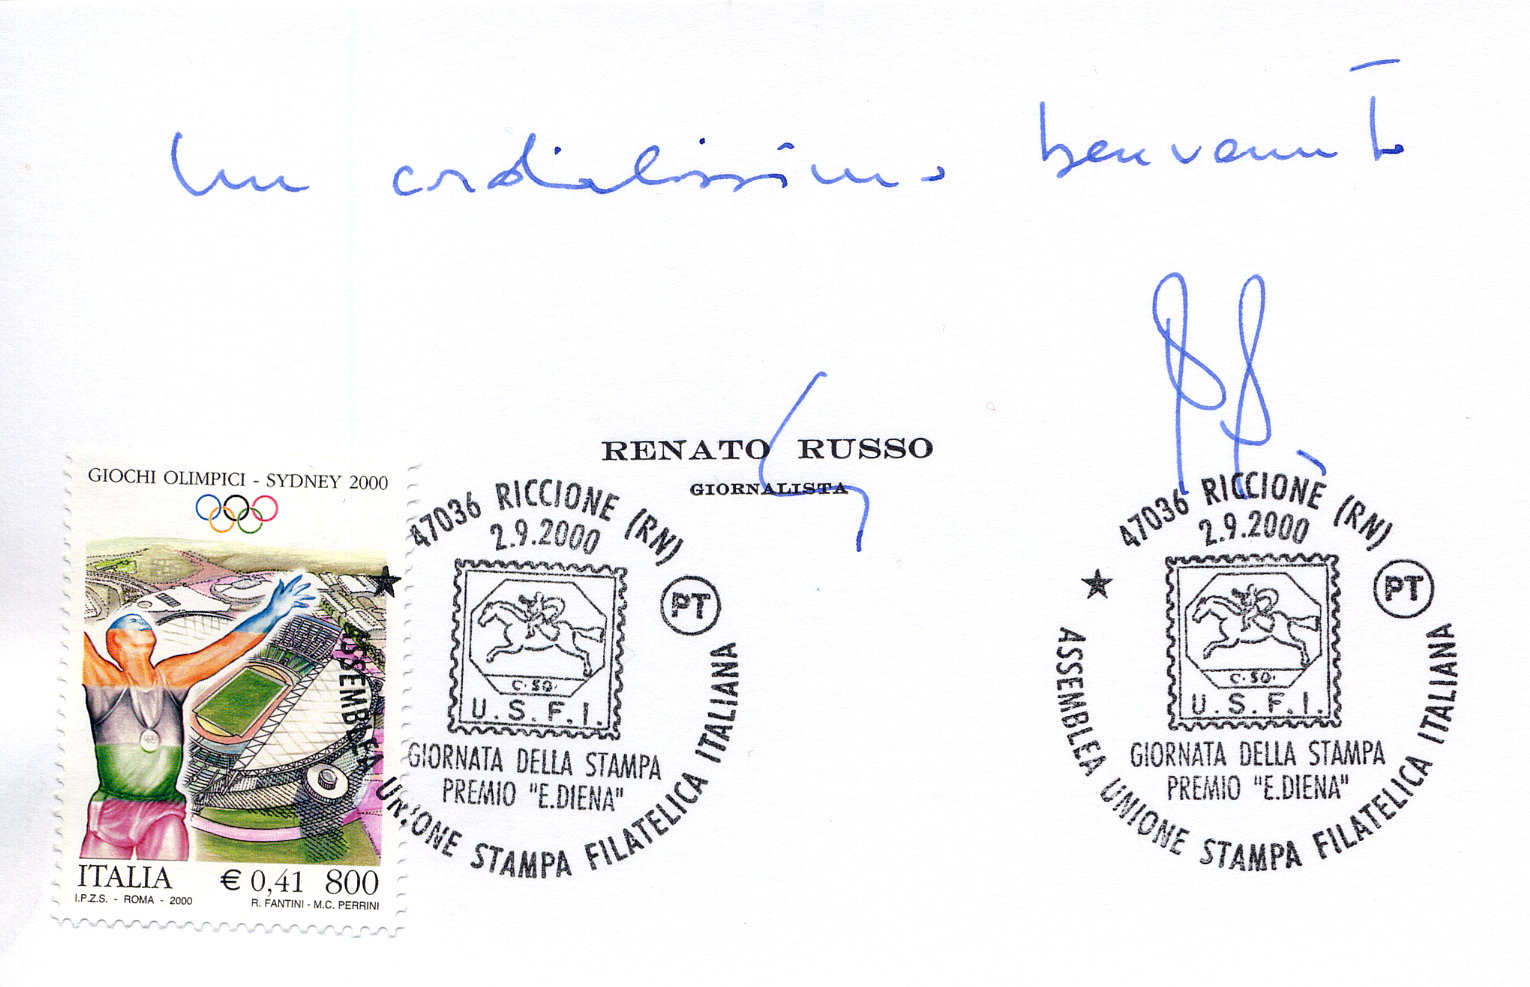 Un cordialissimo benvenuto
RENATO RUSSO
GIORNALISTA
GIOCHI OLIMPICI - SYDNEY 2000
ITALIA € 0,41 800
I.P.Z.S. - ROMA - 2000 R. FANTINI - M.C. PERRINI
47036 RICCIONE (RN)
2.9.2000
PT
C·50·
U.S.F.I.
GIORNATA DELLA STAMPA
PREMIO "E.DIENA"
ASSEMBLEA UNIONE STAMPA FILATELICA ITALIANA
47036 RICCIONE (RN)
2.9.2000
PT
C·50·
U.S.F.I.
GIORNATA DELLA STAMPA
PREMIO "E.DIENA"
ASSEMBLEA UNIONE STAMPA FILATELICA ITALIANA